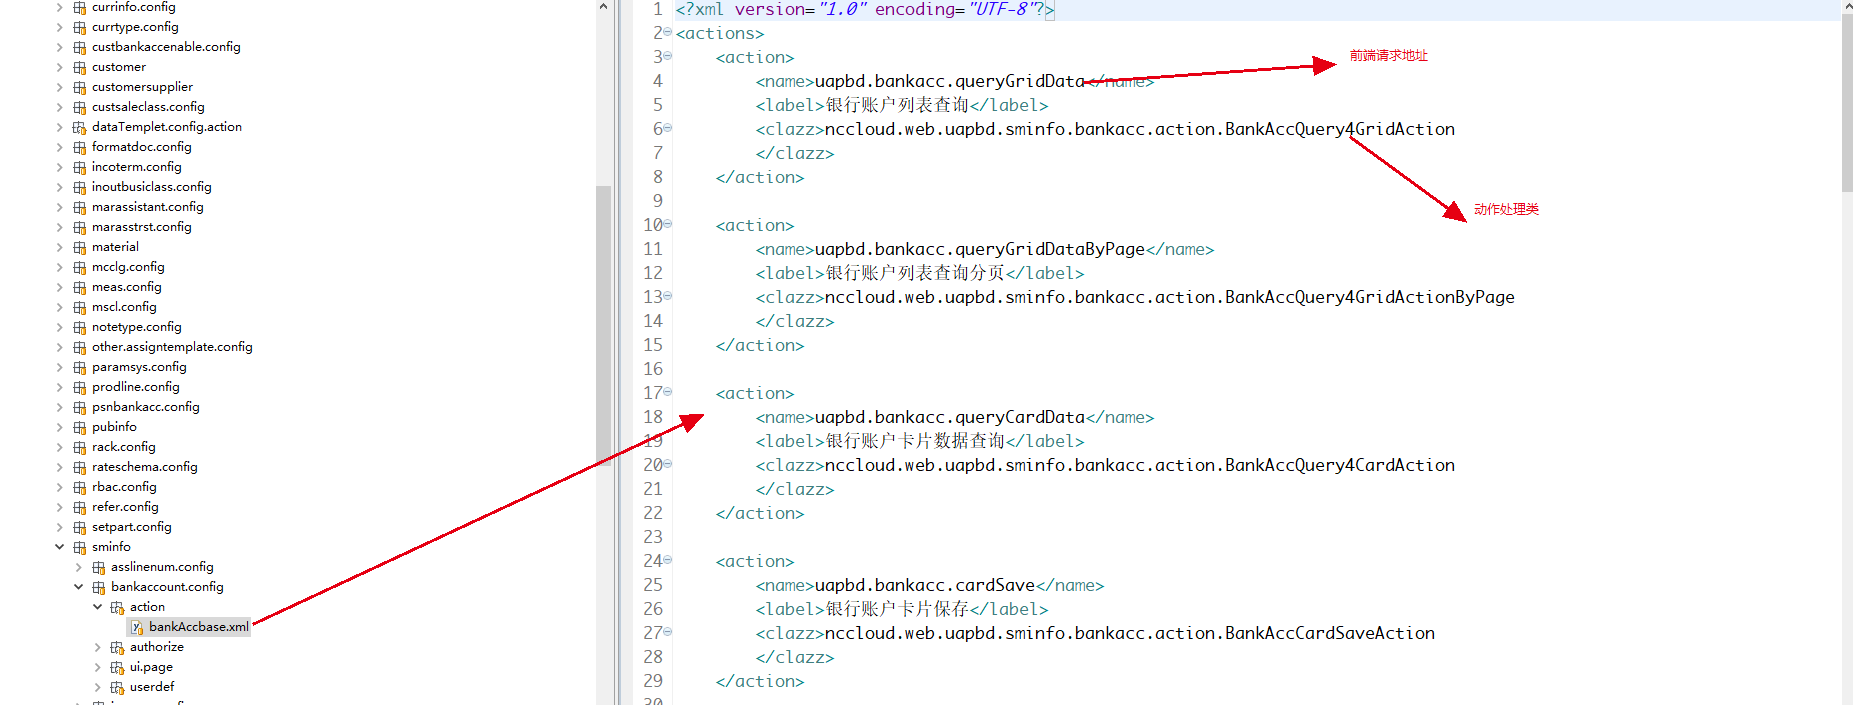 currinfo.config
currtype.config
custbankaccenable.config
customer
customersupplier
custsaleclass.config
dataTemplet.config.action
formatdoc.config
incoterm.config
inoutbusiclass.config
marassistant.config
marasstrst.config
material
mcclg.config
meas.config
mscl.config
notetype.config
other.assigntemplate.config
paramsys.config
prodline.config
psnbankacc.config
pubinfo
rack.config
rateschema.config
rbac.config
refer.config
setpart.config
sminfo
asslinenum.config
bankaccount.config
action
bankAccbase.xml
authorize
ui.page
userdef
1 <?xml version="1.0" encoding="UTF-8"?>
2 <actions>
3 <action>
4 <name>uapbd.bankacc.queryGridData</name>
前端请求地址
5 <label>银行账户列表查询</label>
6 <clazz>nccloud.web.uapbd.sminfo.bankacc.action.BankAccQuery4GridAction
7 </clazz>
8 </action>
动作处理类
9
10 <action>
11 <name>uapbd.bankacc.queryGridDataByPage</name>
12 <label>银行账户列表查询分页</label>
13 <clazz>nccloud.web.uapbd.sminfo.bankacc.action.BankAccQuery4GridActionByPage
14 </clazz>
15 </action>
16
17 <action>
18 <name>uapbd.bankacc.queryCardData</name>
19 <label>银行账户卡片数据查询</label>
20 <clazz>nccloud.web.uapbd.sminfo.bankacc.action.BankAccQuery4CardAction
21 </clazz>
22 </action>
23
24 <action>
25 <name>uapbd.bankacc.cardSave</name>
26 <label>银行账户卡片保存</label>
27 <clazz>nccloud.web.uapbd.sminfo.bankacc.action.BankAccCardSaveAction
28 </clazz>
29 </action>
30